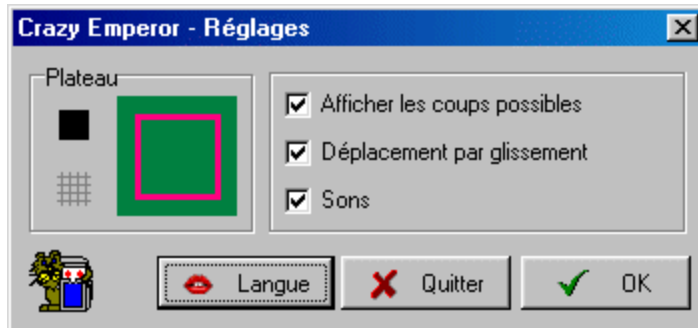 Crazy Emperor - Réglages
Plateau
Afficher les coups possibles
Déplacement par glissement
Sons
Langue
Quitter
OK